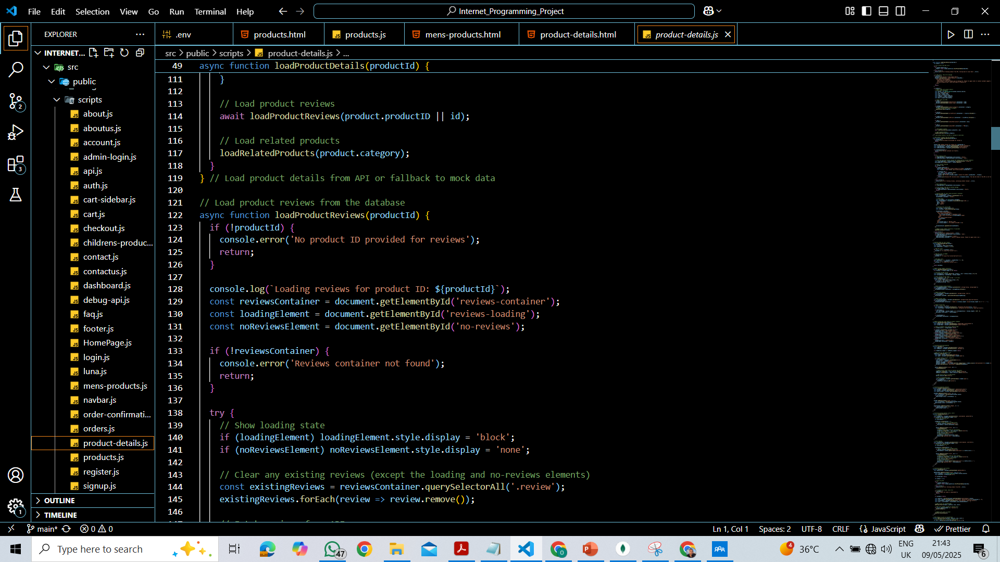 File Edit Selection View Go Run Terminal Help
Internet_Programming_Project
EXPLORER
.env
products.html
products.js
mens-products.html
product-details.html
product-details.js
INTERNET...
src > public > scripts > product-details.js > ...
src
public
scripts
about.js
aboutus.js
account.js
admin-login.js
api.js
auth.js
cart-sidebar.js
cart.js
checkout.js
childrens-produc...
contact.js
contactus.js
dashboard.js
debug-api.js
faq.js
footer.js
HomePage.js
login.js
luna.js
mens-products.js
navbar.js
order-confirmati...
orders.js
product-details.js
products.js
register.js
signup.js
OUTLINE
TIMELINE
2
3
1
49 async function loadProductDetails(productId) {
111 }
112
113 // Load product reviews
114 await loadProductReviews(product.productID || id);
115
116 // Load related products
117 loadRelatedProducts(product.category);
118 }
119 } // Load product details from API or fallback to mock data
120
121 // Load product reviews from the database
122 async function loadProductReviews(productId) {
123 if (!productId) {
124 console.error('No product ID provided for reviews');
125 return;
126 }
127
128 console.log(`Loading reviews for product ID: ${productId}`);
129 const reviewsContainer = document.getElementById('reviews-container');
130 const loadingElement = document.getElementById('reviews-loading');
131 const noReviewsElement = document.getElementById('no-reviews');
132
133 if (!reviewsContainer) {
134 console.error('Reviews container not found');
135 return;
136 }
137
138 try {
139 // Show loading state
140 if (loadingElement) loadingElement.style.display = 'block';
141 if (noReviewsElement) noReviewsElement.style.display = 'none';
142
143 // Clear any existing reviews (except the loading and no-reviews elements)
144 const existingReviews = reviewsContainer.querySelectorAll('.review');
145 existingReviews.forEach(review => review.remove());
146
main* 0 0
Ln 1, Col 1 Spaces: 2 UTF-8 CRLF JavaScript Prettier
Type here to search
47
4
36°C
ENG
UK
21:43
09/05/2025
6